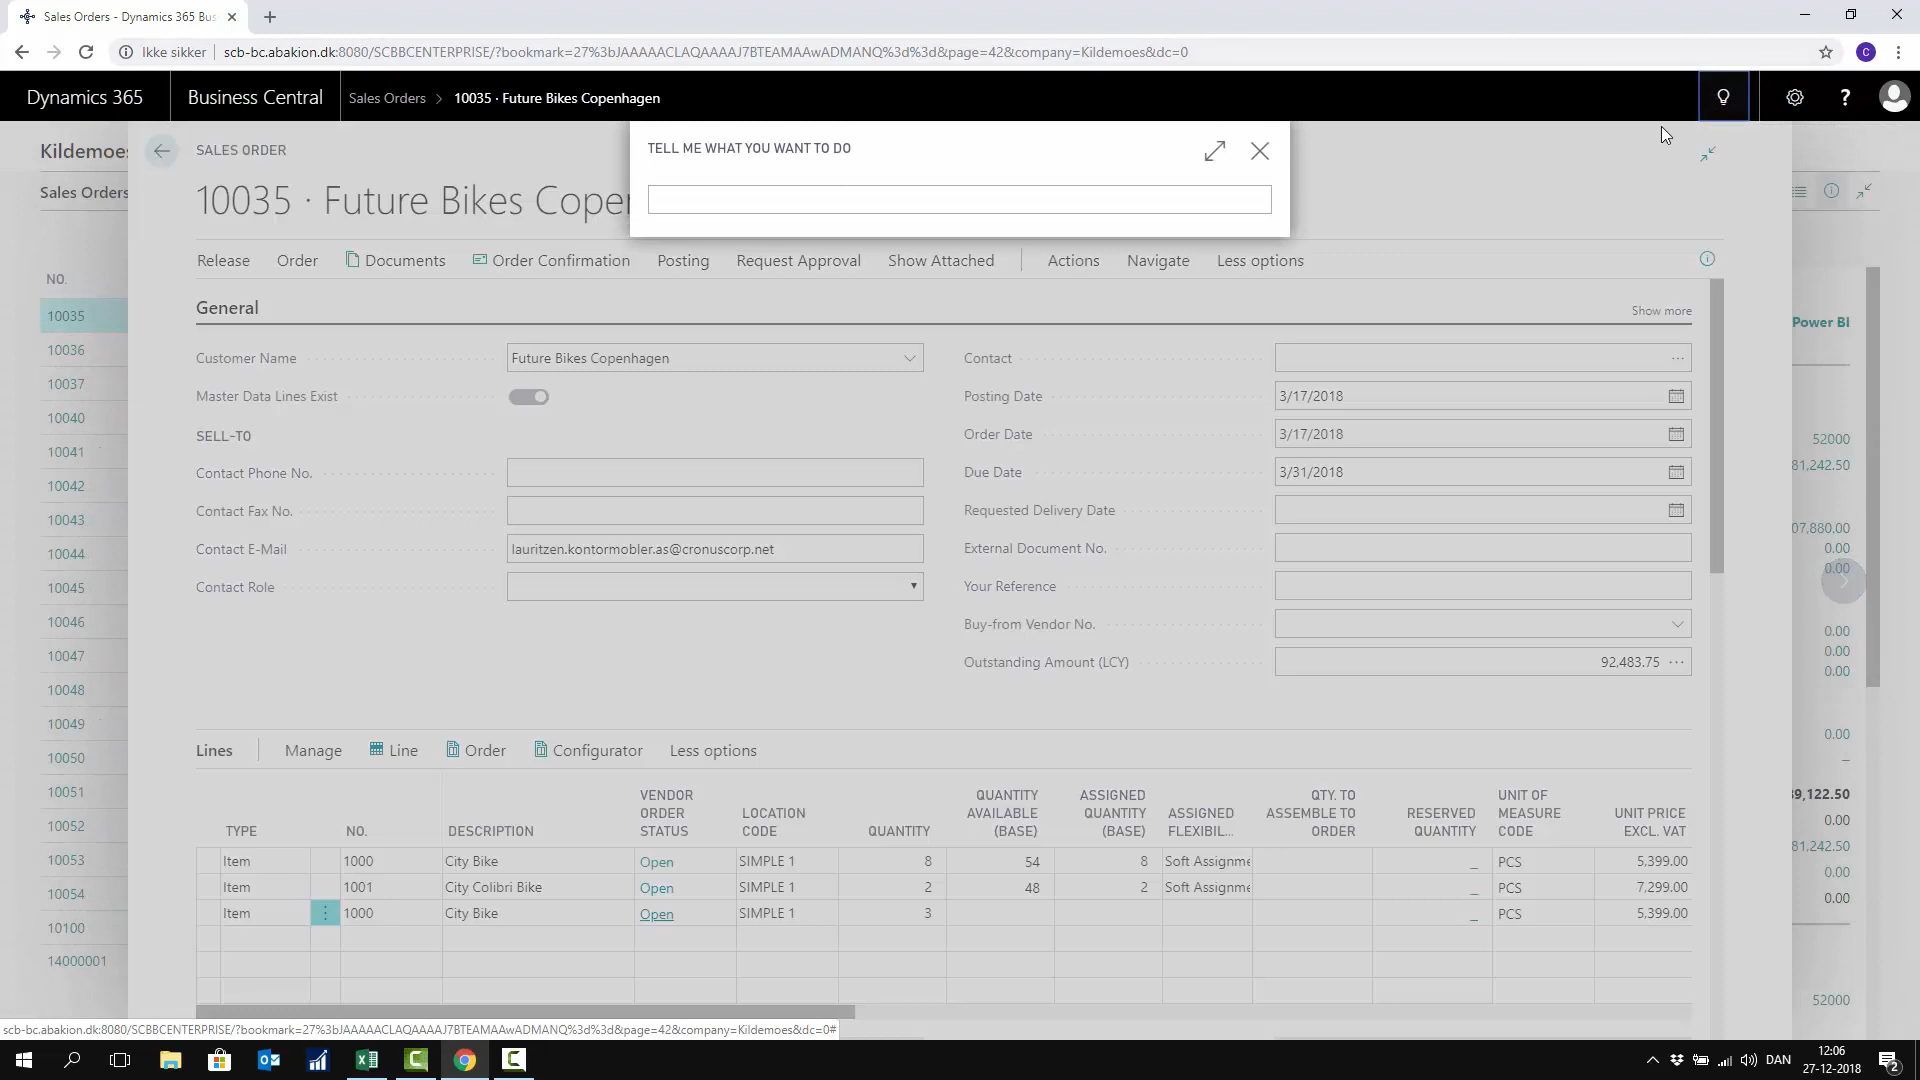 Sales Orders - Dynamics 365 Bus
Ikke sikker
scb-bc.abakion.dk:8080/SCBBCENTERPRISE/?bookmark=27%3bJAAAAACLAQAAAAJ7BTEAMAAwADMANQ%3d%3d&page=42&company=Kildemoes&dc=0
C
Dynamics 365
Business Central
Sales Orders > 10035 · Future Bikes Copenhagen
?
Kildemoes
Sales Orders
SALES ORDER
10035 · Future Bikes Coper
TELL ME WHAT YOU WANT TO DO
Release
Order
Documents
Order Confirmation
Posting
Request Approval
Show Attached
Actions
Navigate
Less options
General
Show more
Customer Name
Future Bikes Copenhagen
Master Data Lines Exist
SELL-TO
Contact Phone No.
Contact Fax No.
Contact E-Mail
lauritzen.kontormobler.as@cronuscorp.net
Contact Role
Contact
Posting Date
3/17/2018
Order Date
3/17/2018
Due Date
3/31/2018
Requested Delivery Date
External Document No.
Your Reference
Buy-from Vendor No.
Outstanding Amount (LCY)
92,483.75
NO.
10035
10036
10037
10040
10041
10042
10043
10044
10045
10046
10047
10048
10049
10050
10051
10052
10053
10054
10100
14000001
Lines
Manage
Line
Order
Configurator
Less options
TYPE
NO.
DESCRIPTION
VENDOR ORDER STATUS
LOCATION CODE
QUANTITY
QUANTITY AVAILABLE (BASE)
ASSIGNED QUANTITY (BASE)
ASSIGNED FLEXIBIL...
QTY. TO ASSEMBLE TO ORDER
RESERVED QUANTITY
UNIT OF MEASURE CODE
UNIT PRICE EXCL. VAT
Item 1000 City Bike Open SIMPLE 1 8 54 8 Soft Assignme _ PCS 5,399.00
Item 1001 City Colibri Bike Open SIMPLE 1 2 48 2 Soft Assignme _ PCS 7,299.00
Item 1000 City Bike Open SIMPLE 1 3 _ PCS 5,399.00
Power BI
52000
81,242.50
07,880.00
0.00
0.00
0.00
0.00
0.00
0.00
–
39,122.50
0.00
81,242.50
0.00
0.00
52000
scb-bc.abakion.dk:8080/SCBBCENTERPRISE/?bookmark=27%3bJAAAAACLAQAAAAJ7BTEAMAAwADMANQ%3d%3d&page=42&company=Kildemoes&dc=0#
DAN
12:06
27-12-2018
2